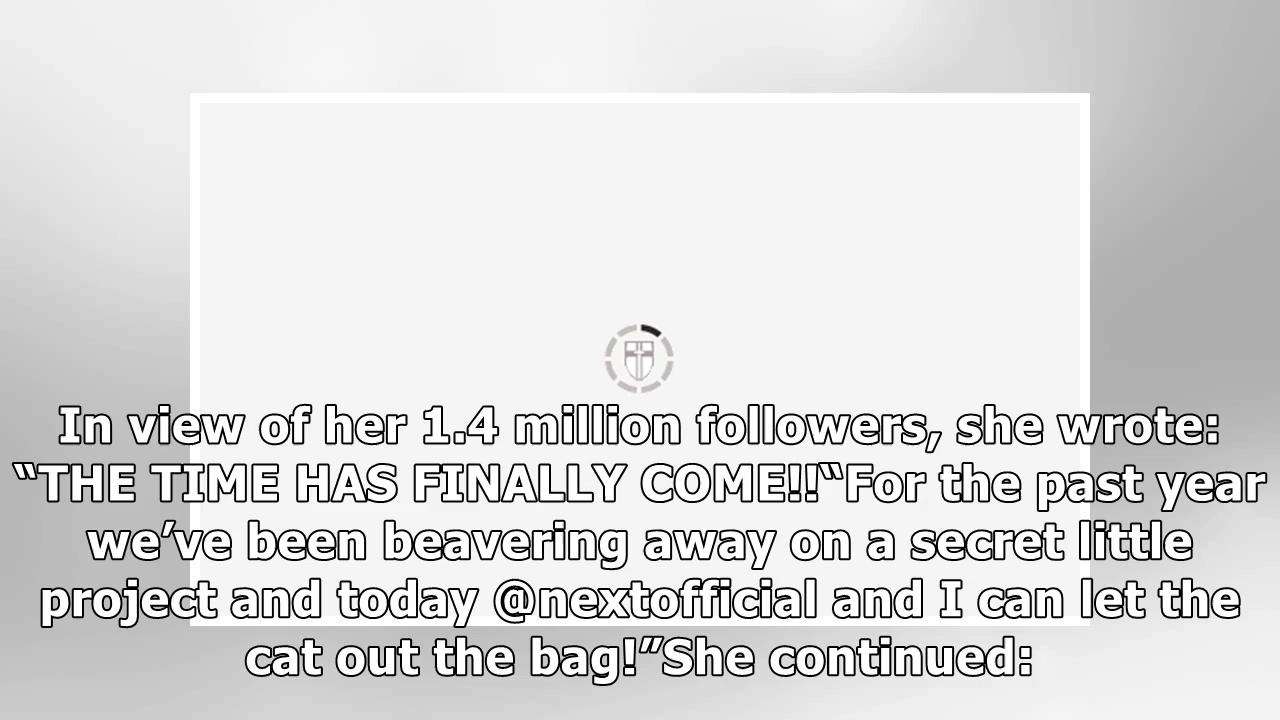 In view of her 1.4 million followers, she wrote:
“THE TIME HAS FINALLY COME!!“For the past year
we’ve been beavering away on a secret little
project and today @nextofficial and I can let the
cat out the bag!”She continued: